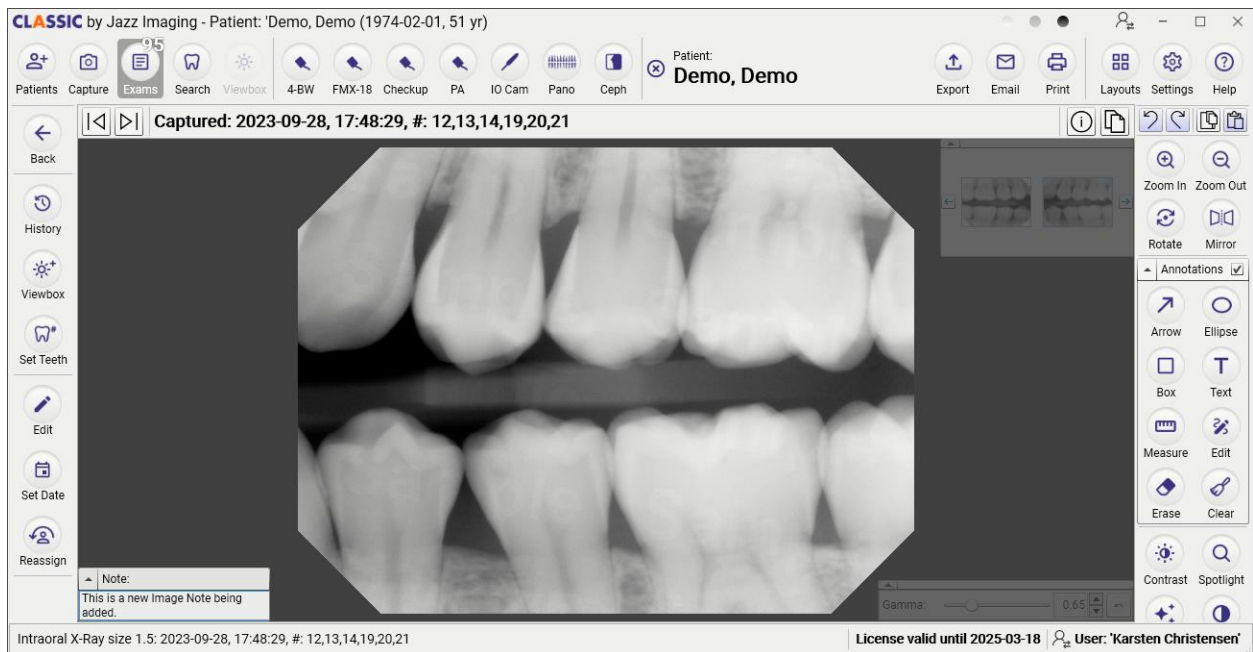 CLASSIC by Jazz Imaging - Patient: 'Demo, Demo (1974-02-01, 51 yr)
95
Patients Capture Exams Search Viewbox 4-BW FMX-18 Checkup PA IO Cam Pano Ceph
Patient:
Demo, Demo
Export Email Print Layouts Settings Help
Captured: 2023-09-28, 17:48:29, #: 12,13,14,19,20,21
Back
History
Viewbox
Set Teeth
Edit
Set Date
Reassign
Note:
This is a new Image Note being
added.
Gamma: 0.65
Zoom In Zoom Out
Rotate Mirror
Annotations
Arrow Ellipse
Box Text
Measure Edit
Erase Clear
Contrast Spotlight
Intraoral X-Ray size 1.5: 2023-09-28, 17:48:29, #: 12,13,14,19,20,21
License valid until 2025-03-18 User: 'Karsten Christensen'